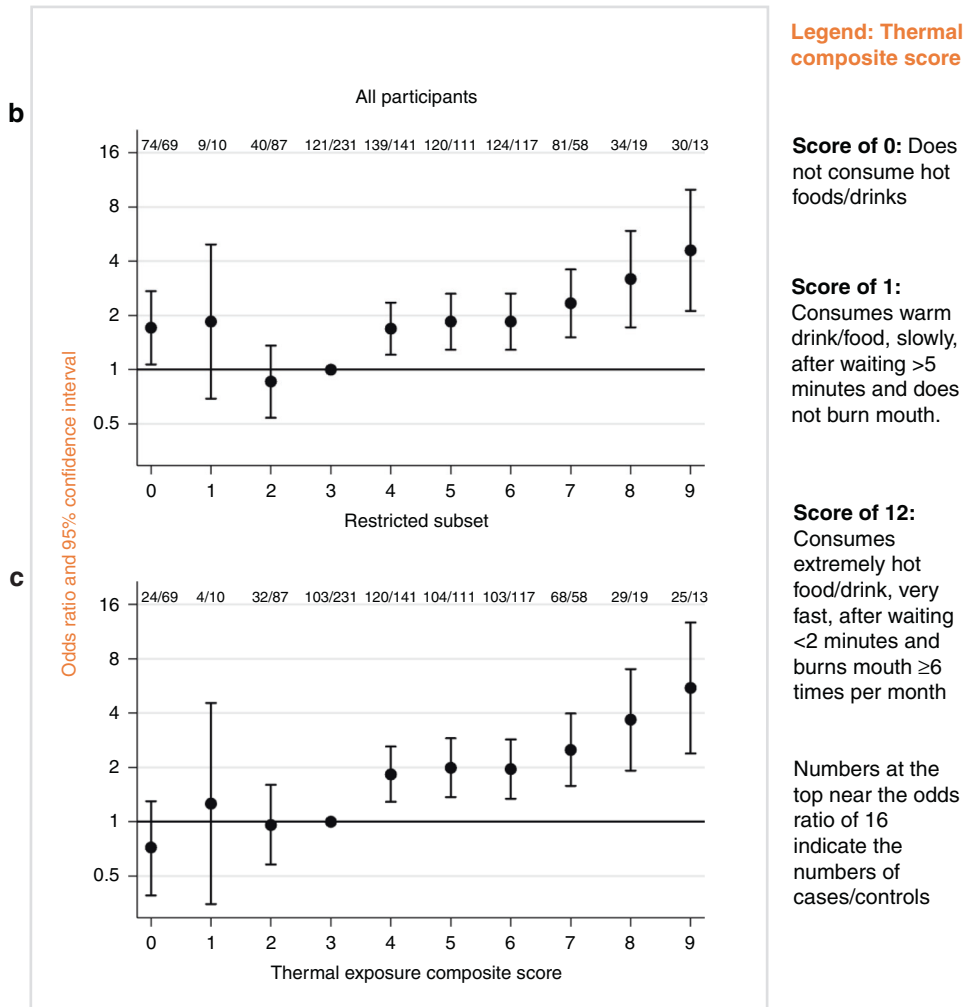 b
All participants
74/69 9/10 40/87 121/231 139/141 120/111 124/117 81/58 34/19 30/13
16
8
4
2
1
0.5
0 1 2 3 4 5 6 7 8 9
Restricted subset
Odds ratio and 95% confidence interval
c
24/69 4/10 32/87 103/231 120/141 104/111 103/117 68/58 29/19 25/13
16
8
4
2
1
0.5
0 1 2 3 4 5 6 7 8 9
Thermal exposure composite score
Legend: Thermal
composite score
Score of 0: Does
not consume hot
foods/drinks
Score of 1:
Consumes warm
drink/food, slowly,
after waiting >5
minutes and does
not burn mouth.
Score of 12:
Consumes
extremely hot
food/drink, very
fast, after waiting
<2 minutes and
burns mouth ≥6
times per month
Numbers at the
top near the odds
ratio of 16
indicate the
numbers of
cases/controls